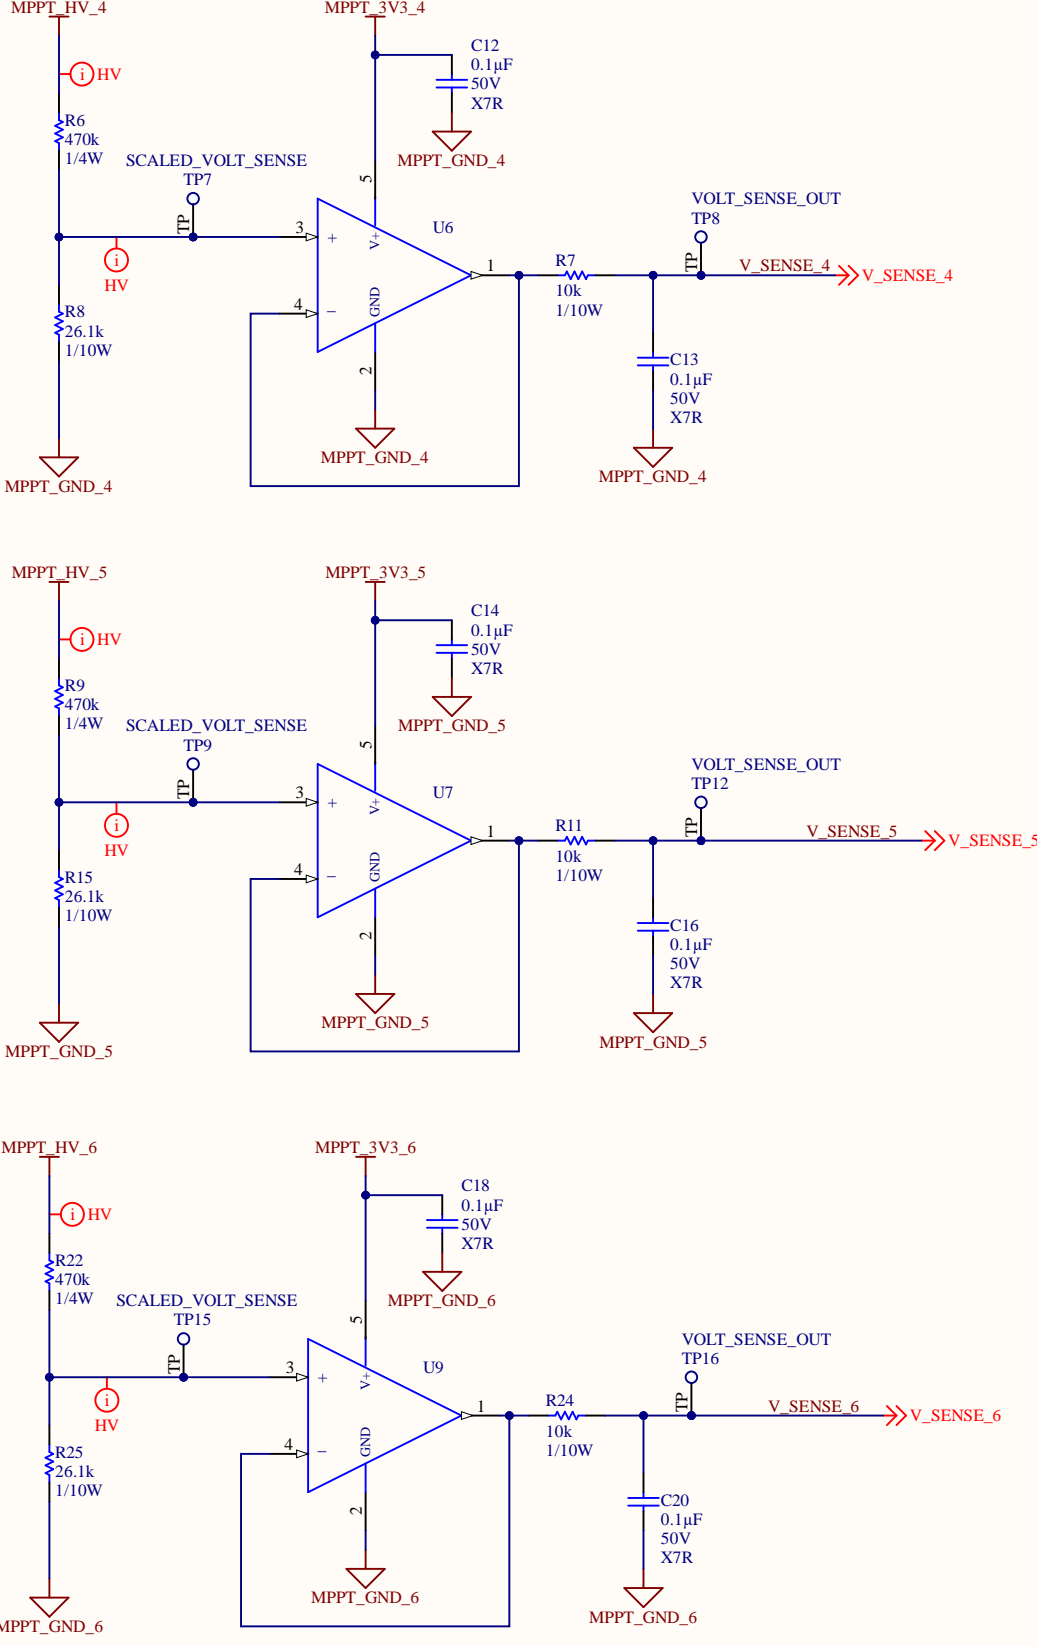 MPPT_HV_4
MPPT_3V3_4
i HV
C12
0.1µF
50V
X7R
MPPT_GND_4
R6
470k
1/4W
SCALED_VOLT_SENSE
TP7
TP
5
3
+
V+
U6
i
HV
VOLT_SENSE_OUT
TP8
TP
1
R7
10k
1/10W
V_SENSE_4
V_SENSE_4
4
−
GND
2
R8
26.1k
1/10W
C13
0.1µF
50V
X7R
MPPT_GND_4
MPPT_GND_4
MPPT_GND_4
MPPT_HV_5
MPPT_3V3_5
i HV
C14
0.1µF
50V
X7R
MPPT_GND_5
R9
470k
1/4W
SCALED_VOLT_SENSE
TP9
TP
5
3
+
V+
U7
i
HV
VOLT_SENSE_OUT
TP12
TP
1
R11
10k
1/10W
V_SENSE_5
V_SENSE_5
4
−
GND
2
R15
26.1k
1/10W
C16
0.1µF
50V
X7R
MPPT_GND_5
MPPT_GND_5
MPPT_GND_5
MPPT_HV_6
MPPT_3V3_6
i HV
C18
0.1µF
50V
X7R
MPPT_GND_6
R22
470k
1/4W
SCALED_VOLT_SENSE
TP15
TP
5
3
+
V+
U9
i
HV
VOLT_SENSE_OUT
TP16
TP
1
R24
10k
1/10W
V_SENSE_6
V_SENSE_6
4
−
GND
2
R25
26.1k
1/10W
C20
0.1µF
50V
X7R
MPPT_GND_6
MPPT_GND_6
MPPT_GND_6